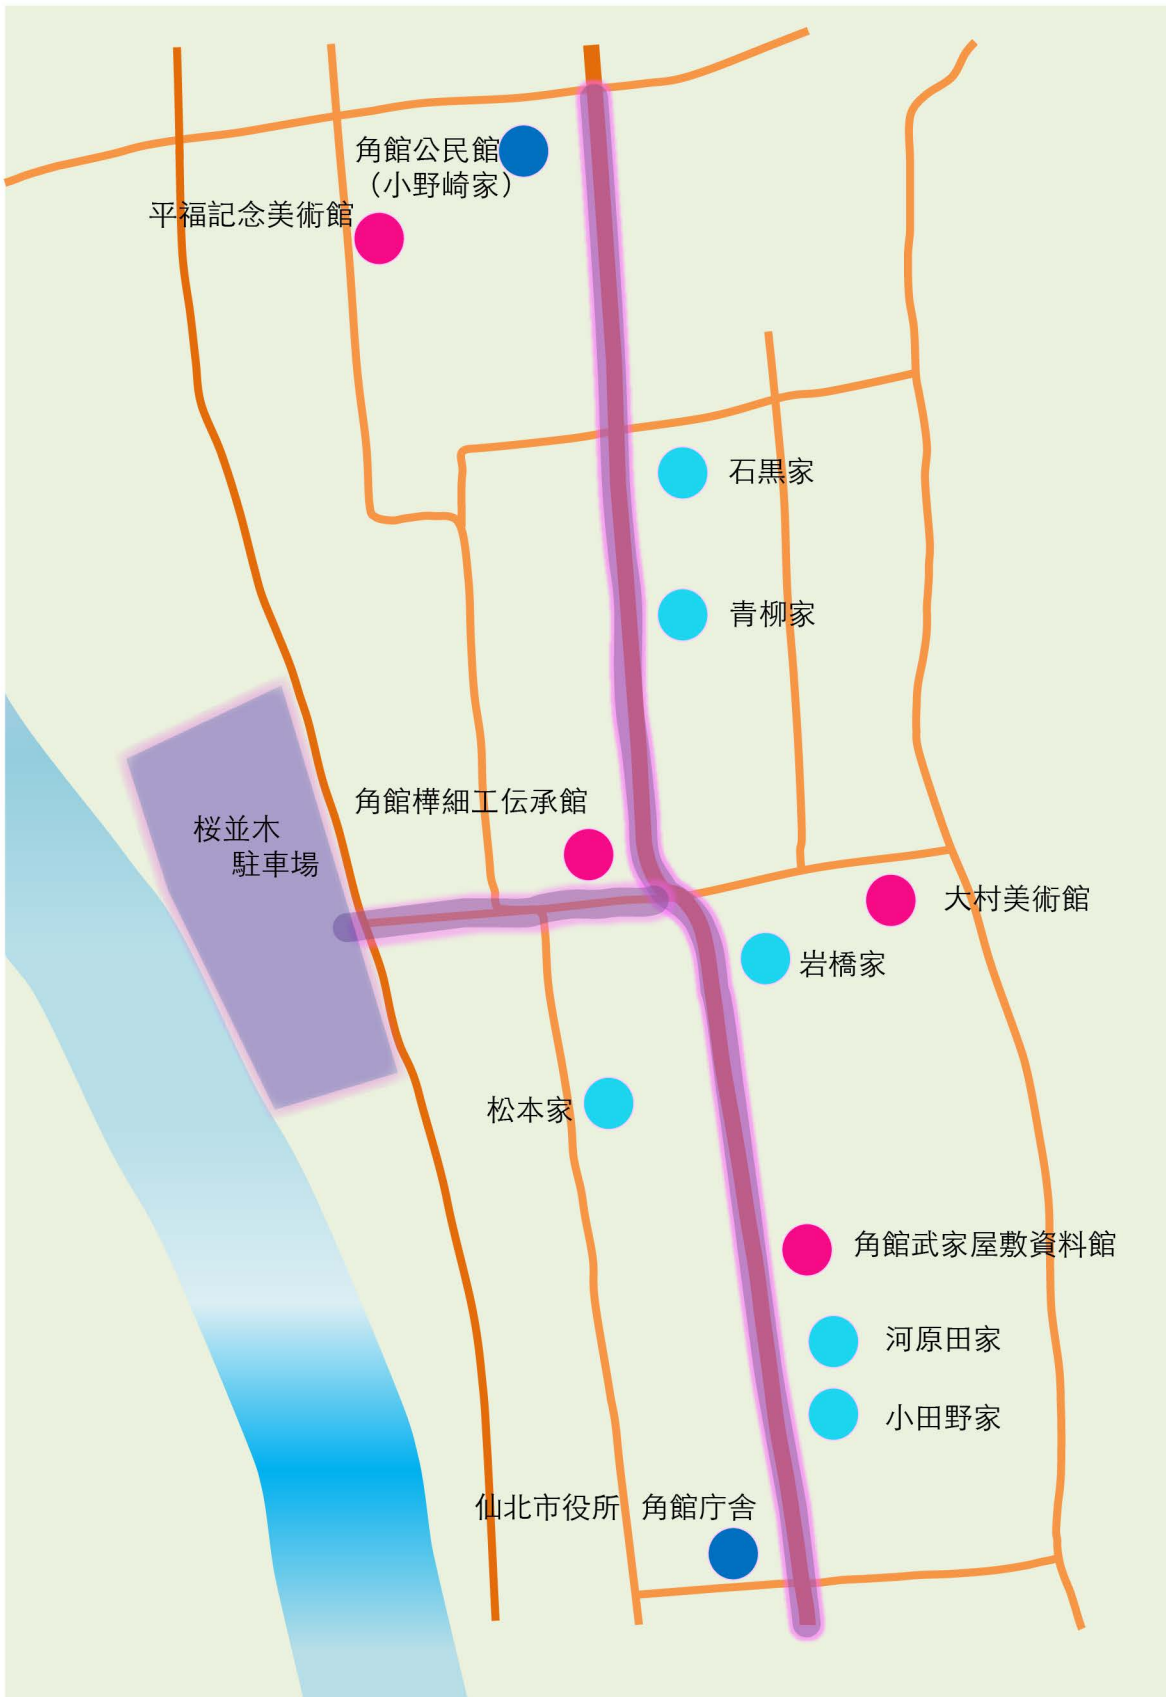 角館公民館
（小野崎家）
平福記念美術館
石黒家
青柳家
角館樺細工伝承館
桜並木
駐車場
大村美術館
岩橋家
松本家
角館武家屋敷資料館
河原田家
小田野家
仙北市役所 角館庁舎